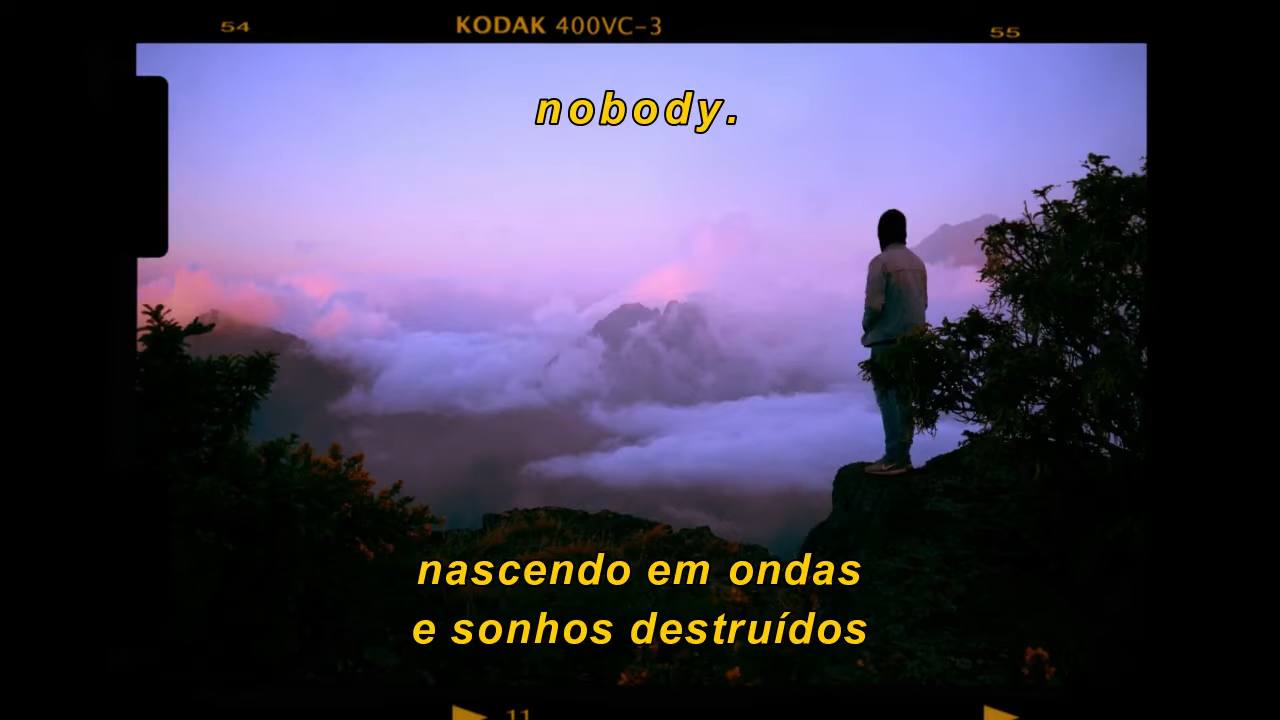 54
KODAK 400VC-3
55
nobody.
nascendo em ondas
e sonhos destruídos
11